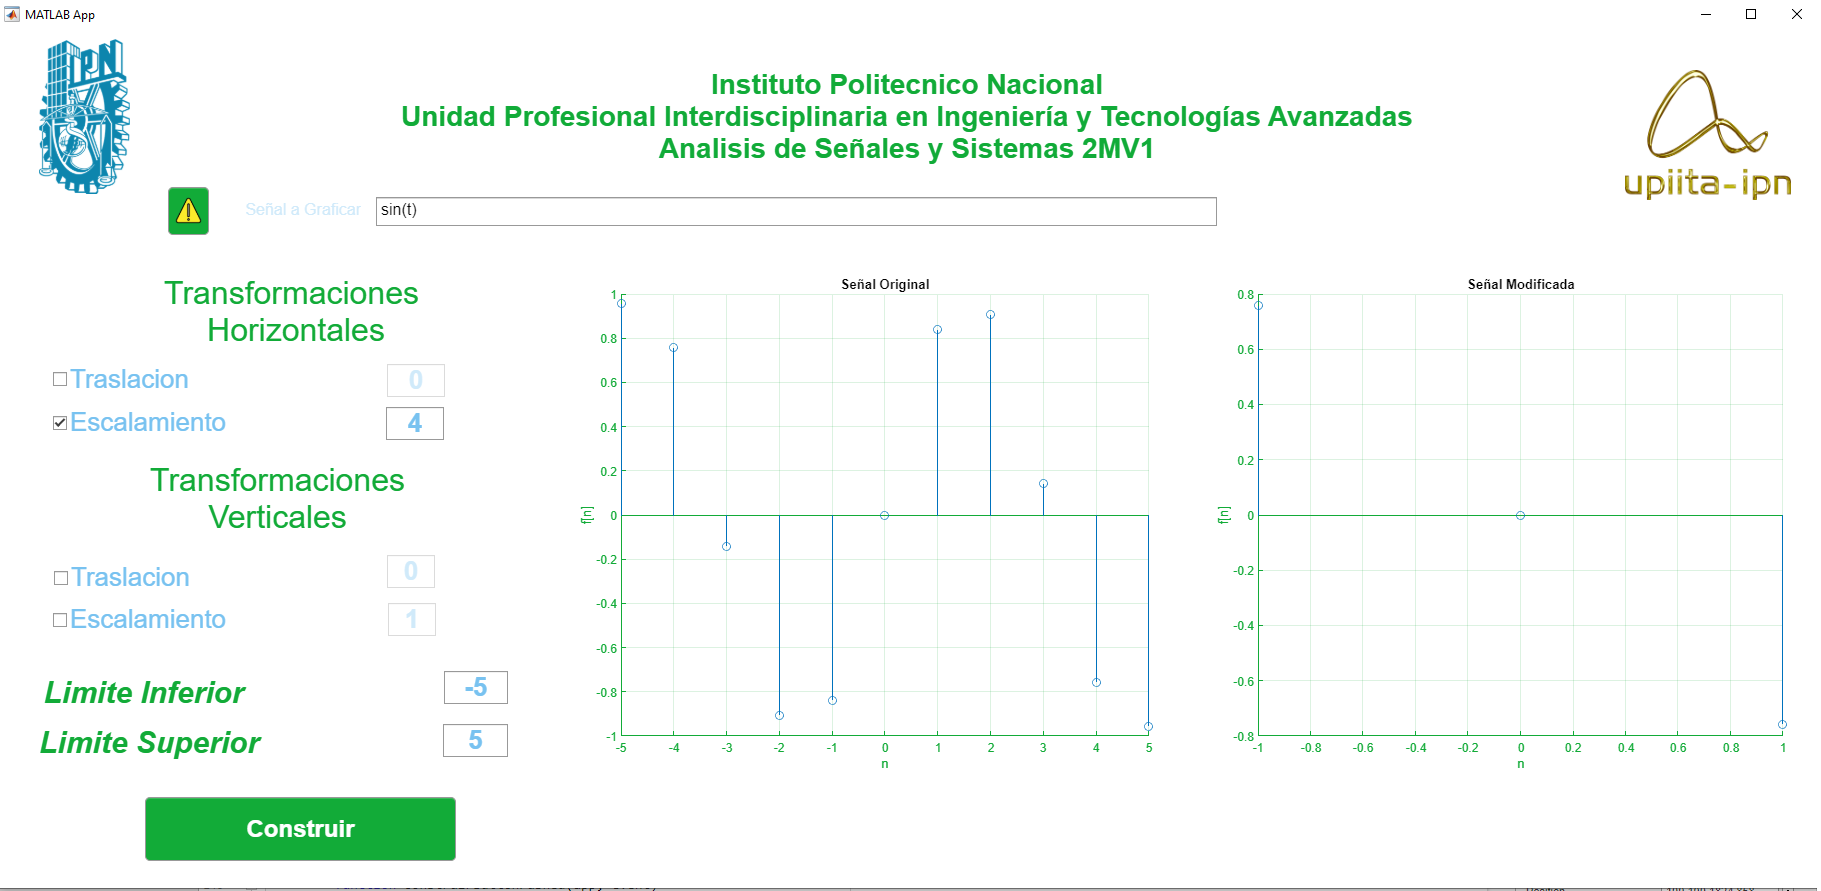 MATLAB App
IPN
Instituto Politecnico Nacional
Unidad Profesional Interdisciplinaria en Ingeniería y Tecnologías Avanzadas
Analisis de Señales y Sistemas 2MV1
upiita-ipn
Señal a Graficar
sin(t)
Transformaciones
Horizontales
Traslacion
0
Escalamiento
4
Transformaciones
Verticales
Traslacion
0
Escalamiento
1
Limite Inferior
-5
Limite Superior
5
Construir
Señal Original
1
0.8
0.6
0.4
0.2
0
-0.2
-0.4
-0.6
-0.8
-1
f[n]
-5 -4 -3 -2 -1 0 1 2 3 4 5
n
Señal Modificada
0.8
0.6
0.4
0.2
0
-0.2
-0.4
-0.6
-0.8
f[n]
-1 -0.8 -0.6 -0.4 -0.2 0 0.2 0.4 0.6 0.8 1
n